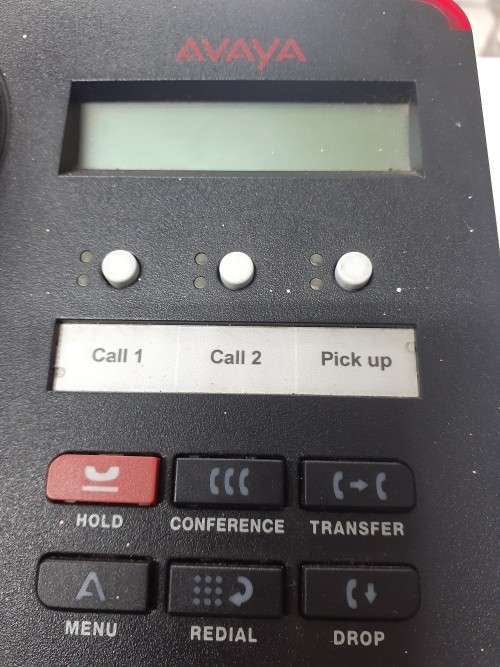 AVAYA
Call 1 Call 2 Pick up
HOLD CONFERENCE TRANSFER
MENU REDIAL DROP